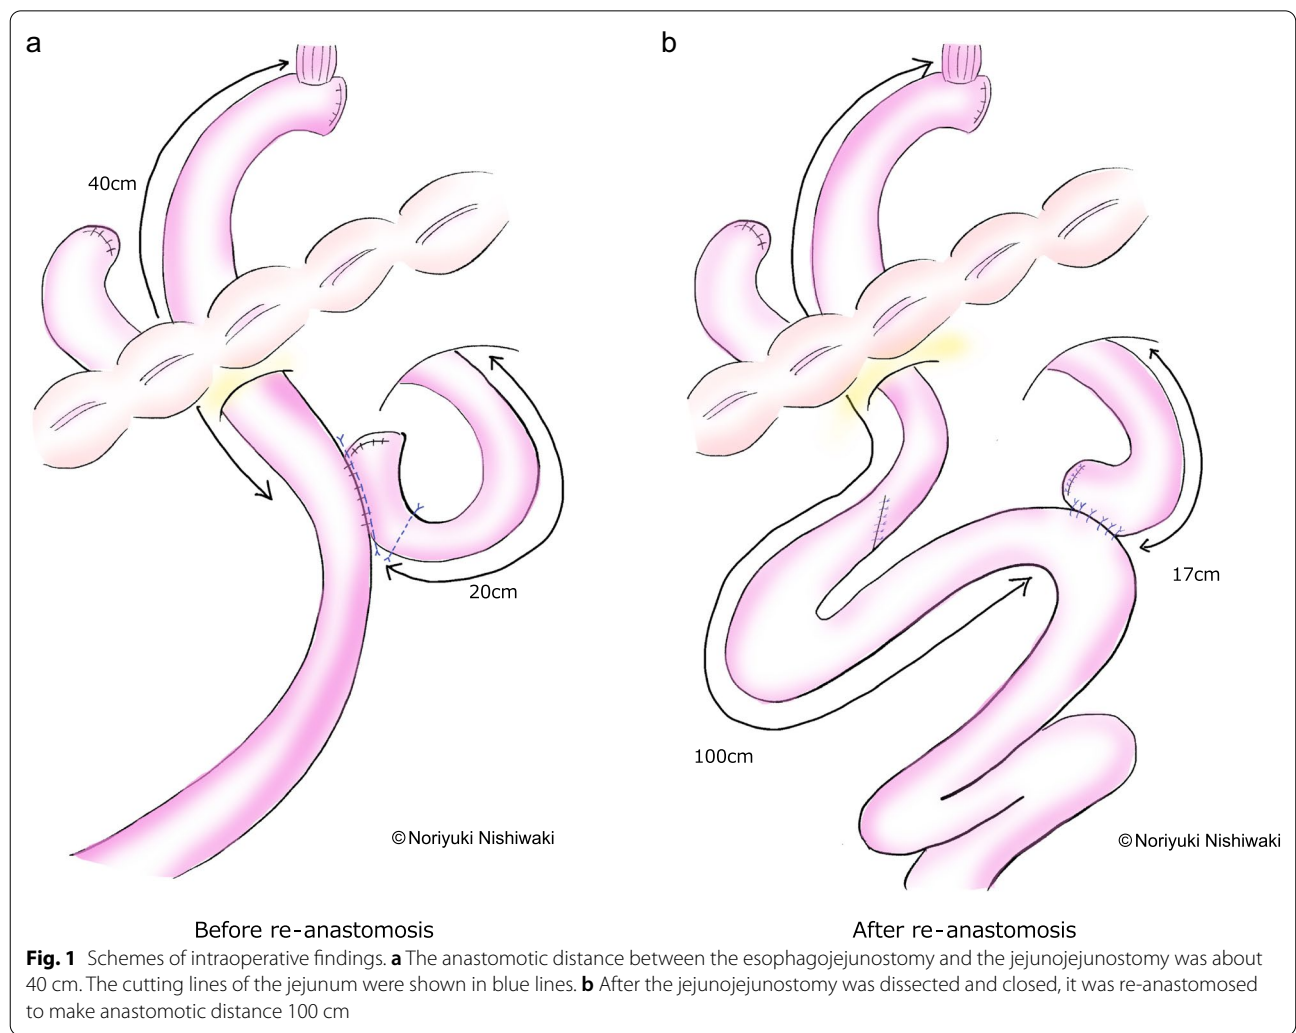 a
b
40cm
20cm
17cm
100cm
©Noriyuki Nishiwaki
©Noriyuki Nishiwaki
Before re-anastomosis
After re-anastomosis
Fig. 1 Schemes of intraoperative findings. a The anastomotic distance between the esophagojejunostomy and the jejunojejunostomy was about
40 cm. The cutting lines of the jejunum were shown in blue lines. b After the jejunojejunostomy was dissected and closed, it was re-anastomosed
to make anastomotic distance 100 cm